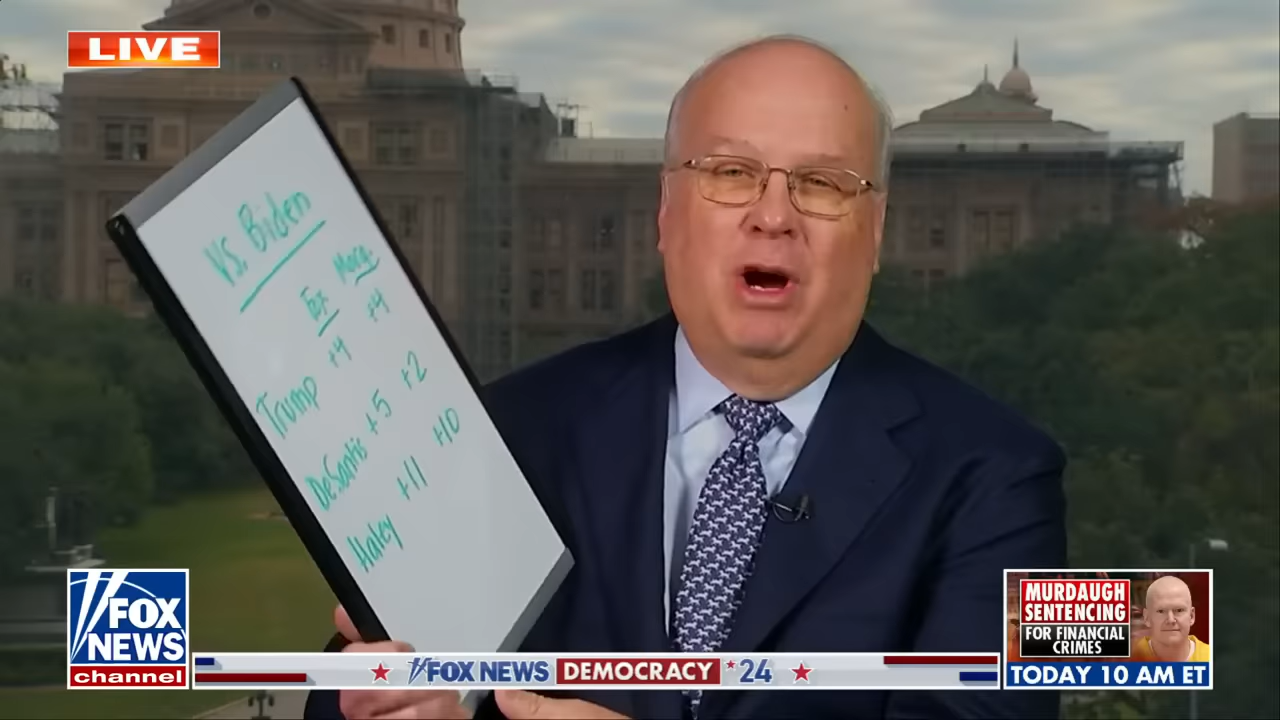 LIVE
VS. Biden
Fox Marq.
Trump +4 +4
DeSantis +5 +2
Haley +11 +10
FOX
NEWS
channel
FOX NEWS DEMOCRACY '24
MURDAUGH
SENTENCING
FOR FINANCIAL
CRIMES
TODAY 10 AM ET